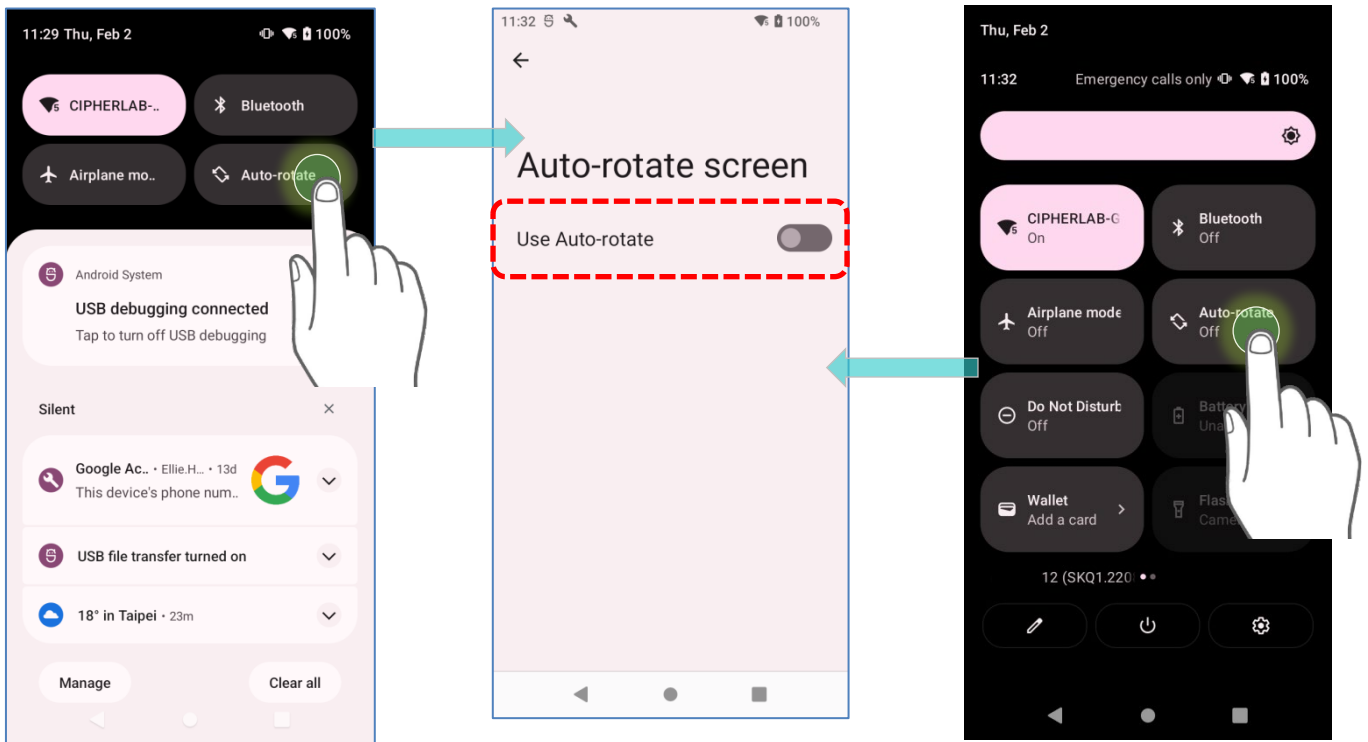 11:29 Thu, Feb 2
100%
CIPHERLAB-..
Bluetooth
Airplane mo..
Auto-rotate
Android System
USB debugging connected
Tap to turn off USB debugging
Silent
Google Ac.. • Ellie.H... • 13d
This device's phone num..
USB file transfer turned on
18° in Taipei • 23m
Manage
Clear all
11:32
100%
Auto-rotate screen
Use Auto-rotate
Thu, Feb 2
11:32
Emergency calls only
100%
CIPHERLAB-G
On
Bluetooth
Off
Airplane mode
Off
Auto-rotate
Off
Do Not Disturb
Off
Wallet
Add a card
12 (SKQ1.220